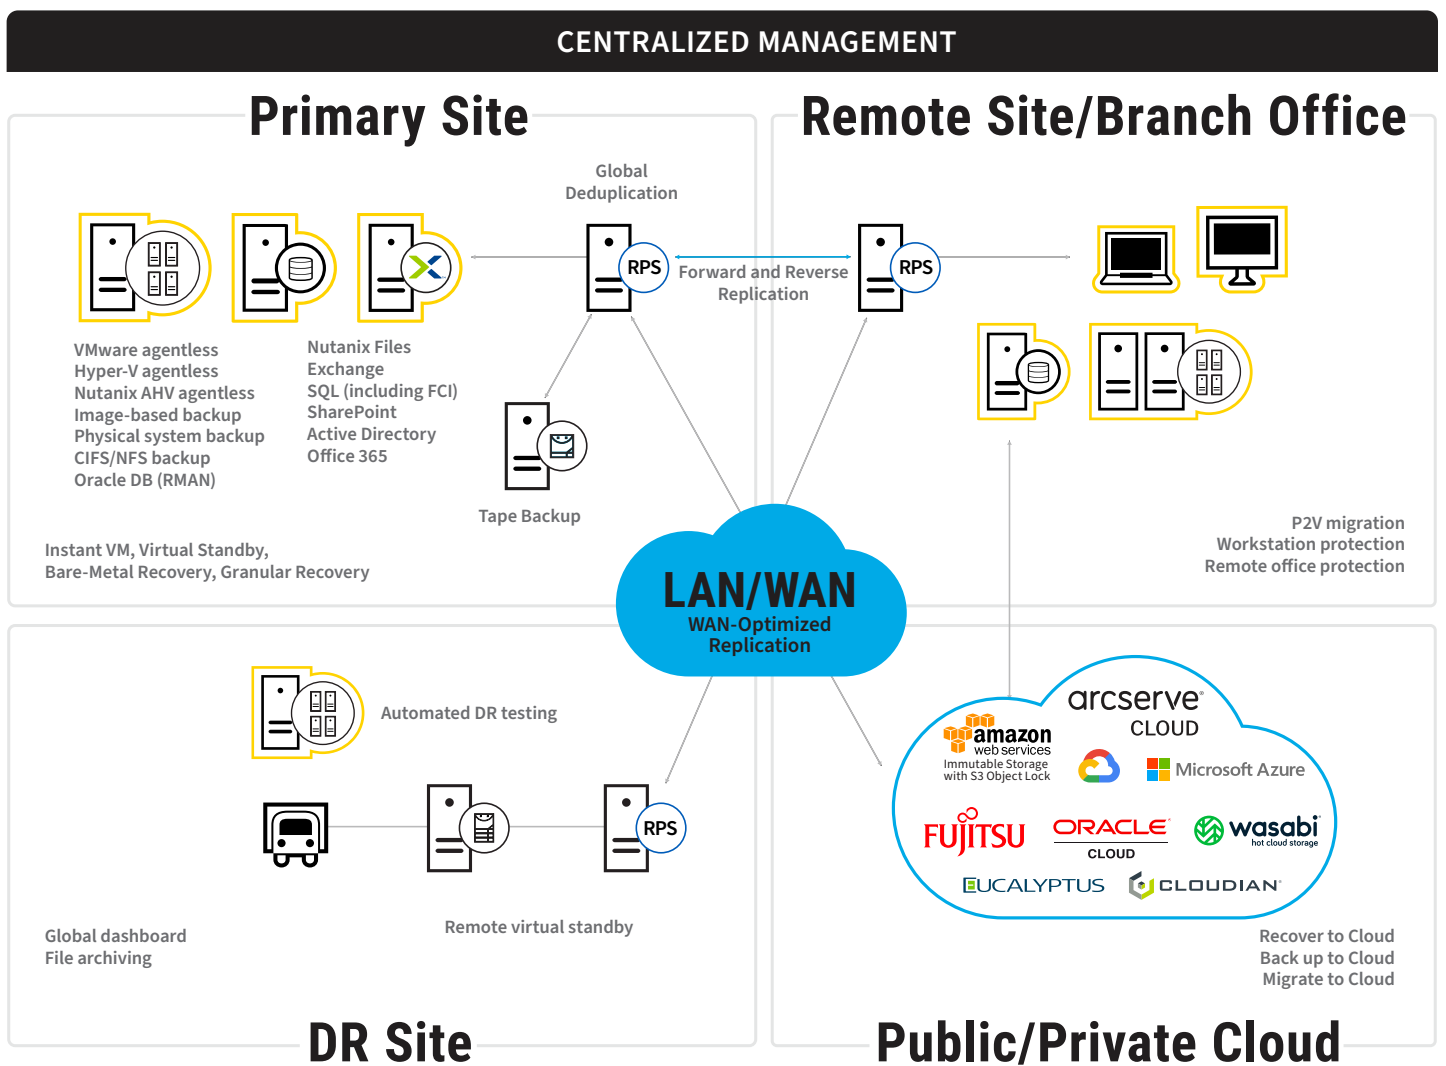 CENTRALIZED MANAGEMENT
Primary Site
Global
Deduplication
RPS
VMware agentless
Hyper-V agentless
Nutanix AHV agentless
Image-based backup
Physical system backup
CIFS/NFS backup
Oracle DB (RMAN)
Nutanix Files
Exchange
SQL (including FCI)
SharePoint
Active Directory
Office 365
Tape Backup
Instant VM, Virtual Standby,
Bare-Metal Recovery, Granular Recovery
Forward and Reverse
Replication
Remote Site/Branch Office
RPS
P2V migration
Workstation protection
Remote office protection
LAN/WAN
WAN-Optimized
Replication
Automated DR testing
RPS
Remote virtual standby
Global dashboard
File archiving
DR Site
arcserve®
CLOUD
amazon
web services
Immutable Storage
with S3 Object Lock
Microsoft Azure
FUJITSU
ORACLE®
CLOUD
wasabi
hot cloud storage
EUCALYPTUS
CLOUDIAN
Recover to Cloud
Back up to Cloud
Migrate to Cloud
Public/Private Cloud